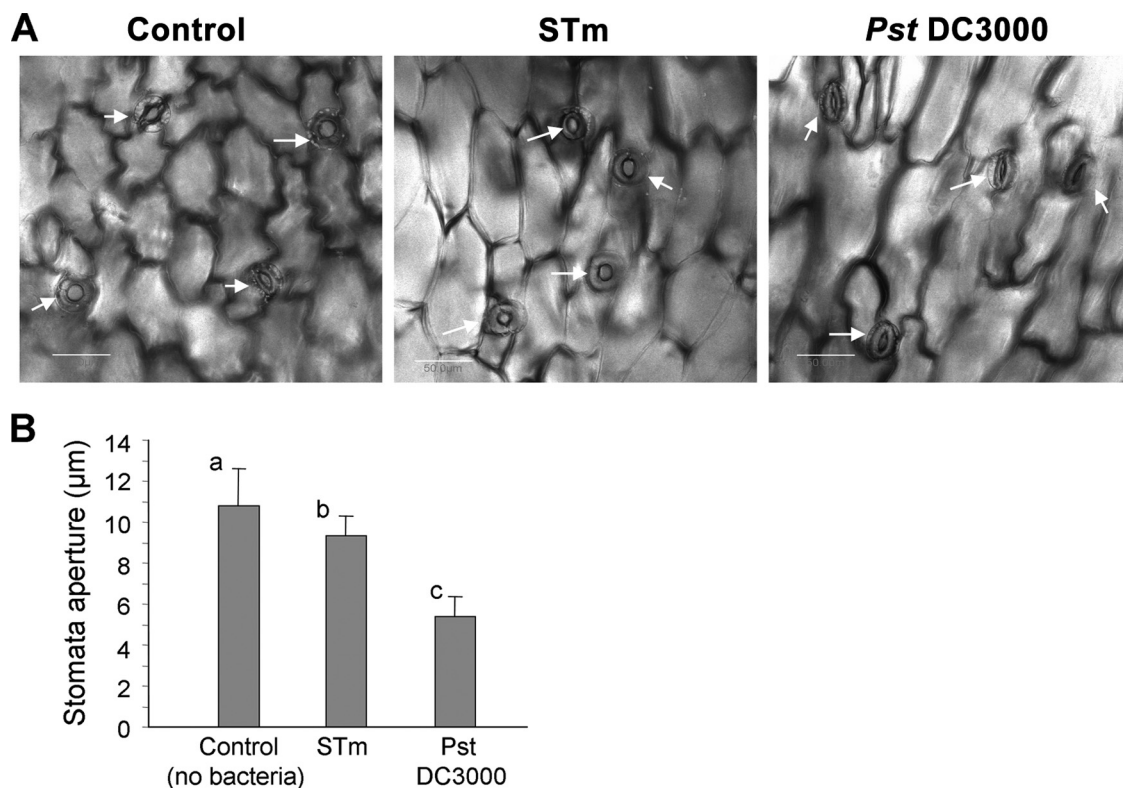 A
Control
STm
Pst DC3000
50.0µm
B
Stomata aperture (µm)
14
12
10
8
6
4
2
0
a
b
c
Control
(no bacteria)
STm
Pst
DC3000